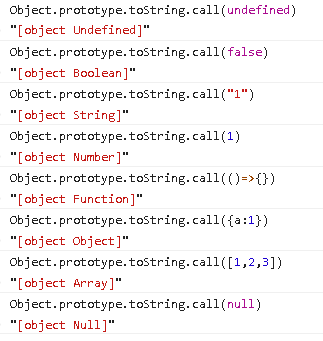 Object.prototype.toString.call(undefined)
"[object Undefined]"
Object.prototype.toString.call(false)
"[object Boolean]"
Object.prototype.toString.call("1")
"[object String]"
Object.prototype.toString.call(1)
"[object Number]"
Object.prototype.toString.call(()=>{})
"[object Function]"
Object.prototype.toString.call({a:1})
"[object Object]"
Object.prototype.toString.call([1,2,3])
"[object Array]"
Object.prototype.toString.call(null)
"[object Null]"